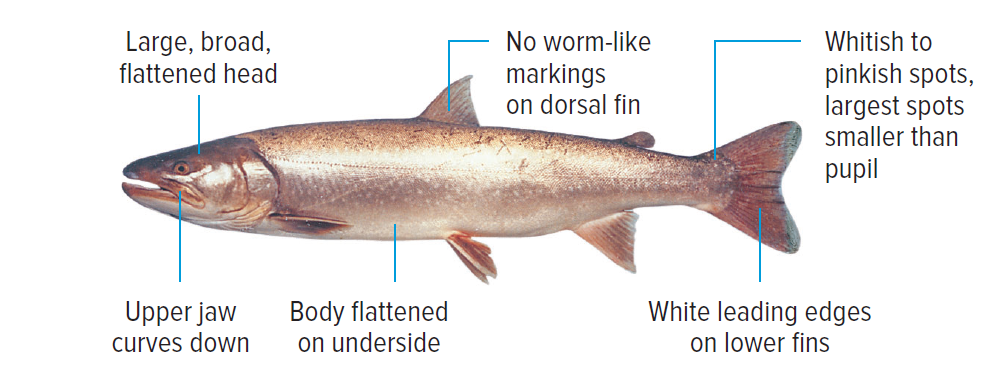 Large, broad,
flattened head
No worm-like
markings
on dorsal fin
Whitish to
pinkish spots,
largest spots
smaller than
pupil
Upper jaw
curves down
Body flattened
on underside
White leading edges
on lower fins